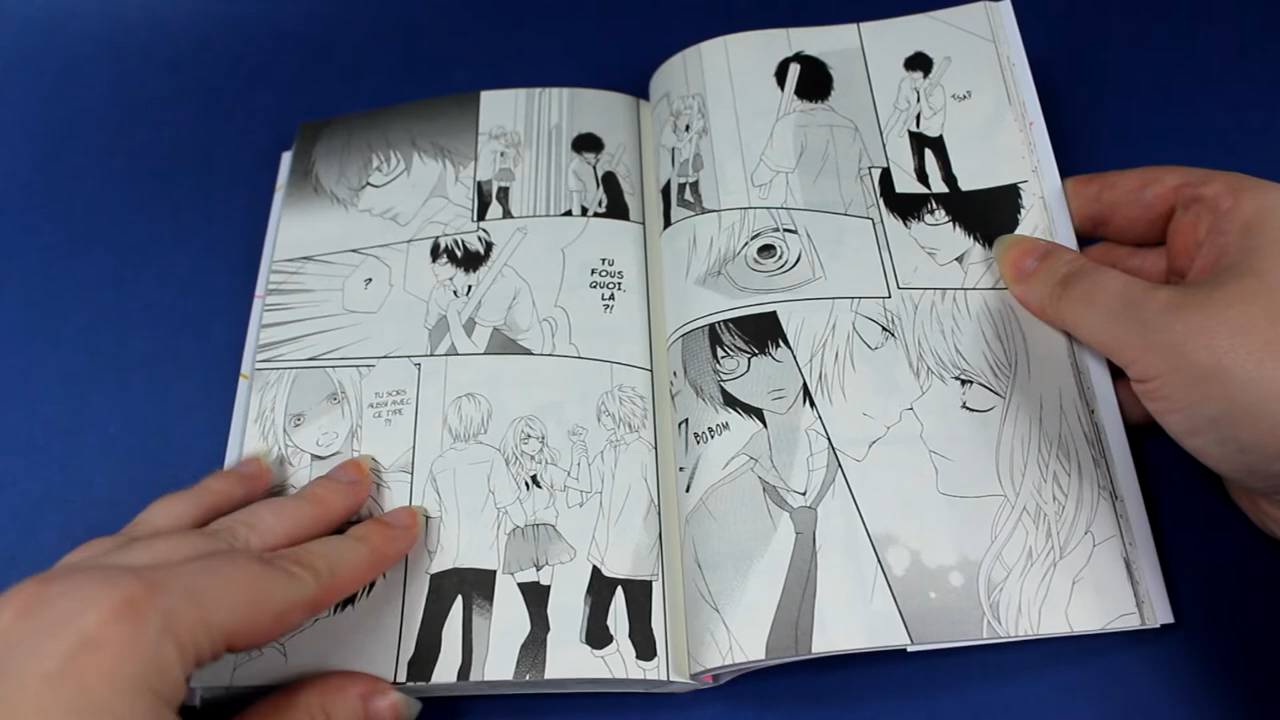 TSAP
BOBOM
?
TU
FOUS
QUOI,
LÀ
?!
TU SORS
AUSSI AVEC
CE TYPE
?!